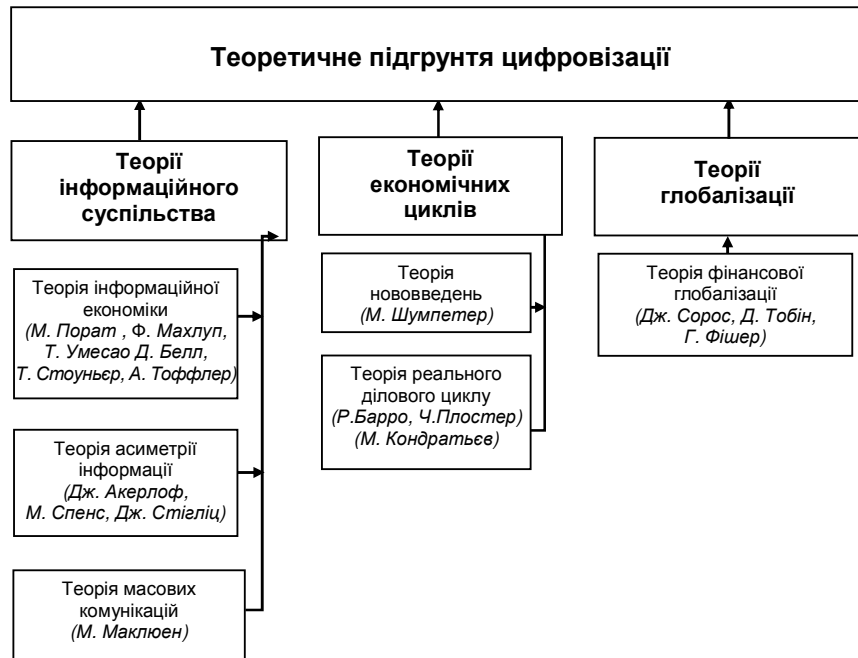 Теоретичне підгрунтя цифровізації
Теорії
інформаційного
суспільства
Теорія інформаційної
економіки
(М. Порат , Ф. Махлуп,
Т. Умесао Д. Белл,
Т. Стоуньєр, А. Тоффлер)
Теорія асиметрії
інформації
(Дж. Акерлоф,
М. Спенс, Дж. Стігліц)
Теорія масових
комунікацій
(М. Маклюен)
Теорії
економічних
циклів
Теорія
нововведень
(М. Шумпетер)
Теорія реального
ділового циклу
(Р.Барро, Ч.Плостер)
(М. Кондратьєв)
Теорії
глобалізації
Теорія фінансової
глобалізації
(Дж. Сорос, Д. Тобін,
Г. Фішер)